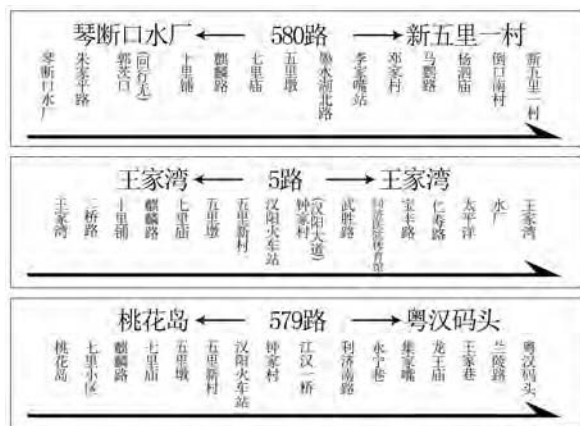 琴断口水厂 ← 580路 → 新五里一村
琴断口水厂
朱家平路
郭茨口
(向行无)
十里铺
麒麟路
七里庙
五里墩
墨水湖北路
李家嘴站
邓家村
马鹦路
杨泗庙
倒口南村
新五里一村
王家湾 ← 5路 → 王家湾
王家湾
二桥路
十里铺
麒麟路
七里庙
五里墩
五里新村
汉阳火车站
钟家村
(汉阳大道)
武胜路
宝丰路
仁寿路
太平洋
水厂
王家湾
桃花岛 ← 579路 → 粤汉码头
桃花岛
七里小区
麒麟路
七里庙
五里墩
五里新村
汉阳火车站
钟家村
江汉一桥
利济南路
永宁巷
集家嘴
龙王庙
王家巷
兰陵路
粤汉码头